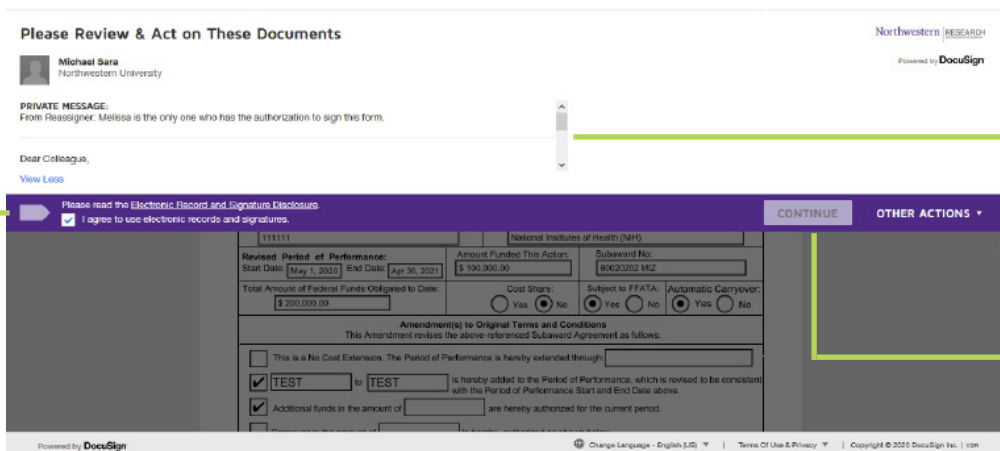 Please Review & Act on These Documents
Northwestern | RESEARCH
Michael Sara
Northwestern University
Powered by DocuSign
PRIVATE MESSAGE:
From Reassigner: Melissa is the only one who has the authorization to sign this form.
Dear Colleague,
View Less
Please read the Electronic Record and Signature Disclosure.
I agree to use electronic records and signatures.
CONTINUE
OTHER ACTIONS
111111 National Institutes of Health (NIH)
Revised Period of Performance: Amount Funded This Action: Subaward No:
Start Date: May 1, 2020 End Date: Apr 30, 2021 $ 100,000.00 60020202 MIZ
Total Amount of Federal Funds Obligated to Date: Cost Share: Subject to FFATA: Automatic Carryover:
$ 200,000.00 Yes No Yes No Yes No
Amendment(s) to Original Terms and Conditions
This Amendment revises the above-referenced Subaward Agreement as follows:
This is a No Cost Extension. The Period of Performance is hereby extended through:
TEST to TEST is hereby added to the Period of Performance, which is revised to be consistent
with the Period of Performance Start and End Date above.
Additional funds in the amount of are hereby authorized for the current period.
Powered by DocuSign
Change Language - English (US) | Terms Of Use & Privacy | Copyright © 2020 DocuSign Inc. | V2R